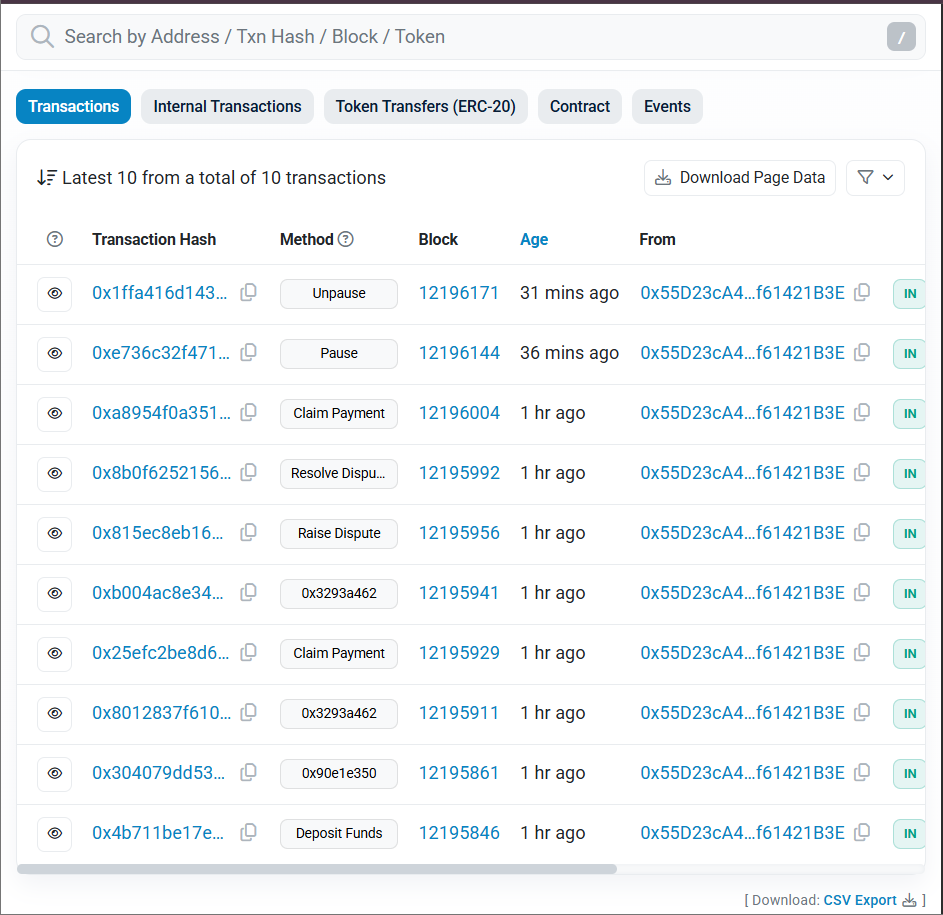 Search by Address / Txn Hash / Block / Token /
Transactions Internal Transactions Token Transfers (ERC-20) Contract Events
Latest 10 from a total of 10 transactions Download Page Data
? Transaction Hash Method ? Block Age From
0x1ffa416d143... Unpause 12196171 31 mins ago 0x55D23cA4...f61421B3E IN
0xe736c32f471... Pause 12196144 36 mins ago 0x55D23cA4...f61421B3E IN
0xa8954f0a351... Claim Payment 12196004 1 hr ago 0x55D23cA4...f61421B3E IN
0x8b0f6252156... Resolve Dispu... 12195992 1 hr ago 0x55D23cA4...f61421B3E IN
0x815ec8eb16... Raise Dispute 12195956 1 hr ago 0x55D23cA4...f61421B3E IN
0xb004ac8e34... 0x3293a462 12195941 1 hr ago 0x55D23cA4...f61421B3E IN
0x25efc2be8d6... Claim Payment 12195929 1 hr ago 0x55D23cA4...f61421B3E IN
0x8012837f610... 0x3293a462 12195911 1 hr ago 0x55D23cA4...f61421B3E IN
0x304079dd53... 0x90e1e350 12195861 1 hr ago 0x55D23cA4...f61421B3E IN
0x4b711be17e... Deposit Funds 12195846 1 hr ago 0x55D23cA4...f61421B3E IN
[ Download: CSV Export ]